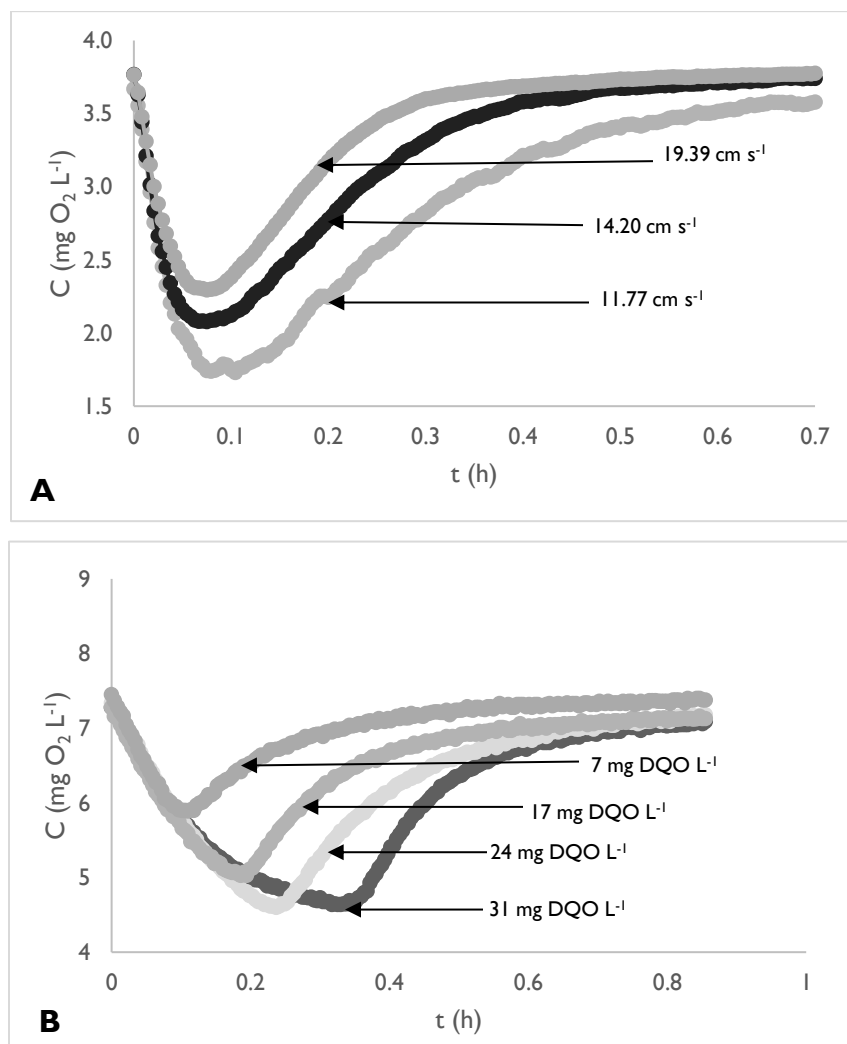 4.0
3.5
3.0
2.5
2.0
1.5
C (mg O₂ L⁻¹)
19.39 cm s⁻¹
14.20 cm s⁻¹
11.77 cm s⁻¹
0 0.1 0.2 0.3 0.4 0.5 0.6 0.7
t (h)
A
9
8
7
6
5
4
C (mg O₂ L⁻¹)
7 mg DQO L⁻¹
17 mg DQO L⁻¹
24 mg DQO L⁻¹
31 mg DQO L⁻¹
0 0.2 0.4 0.6 0.8 1
t (h)
B